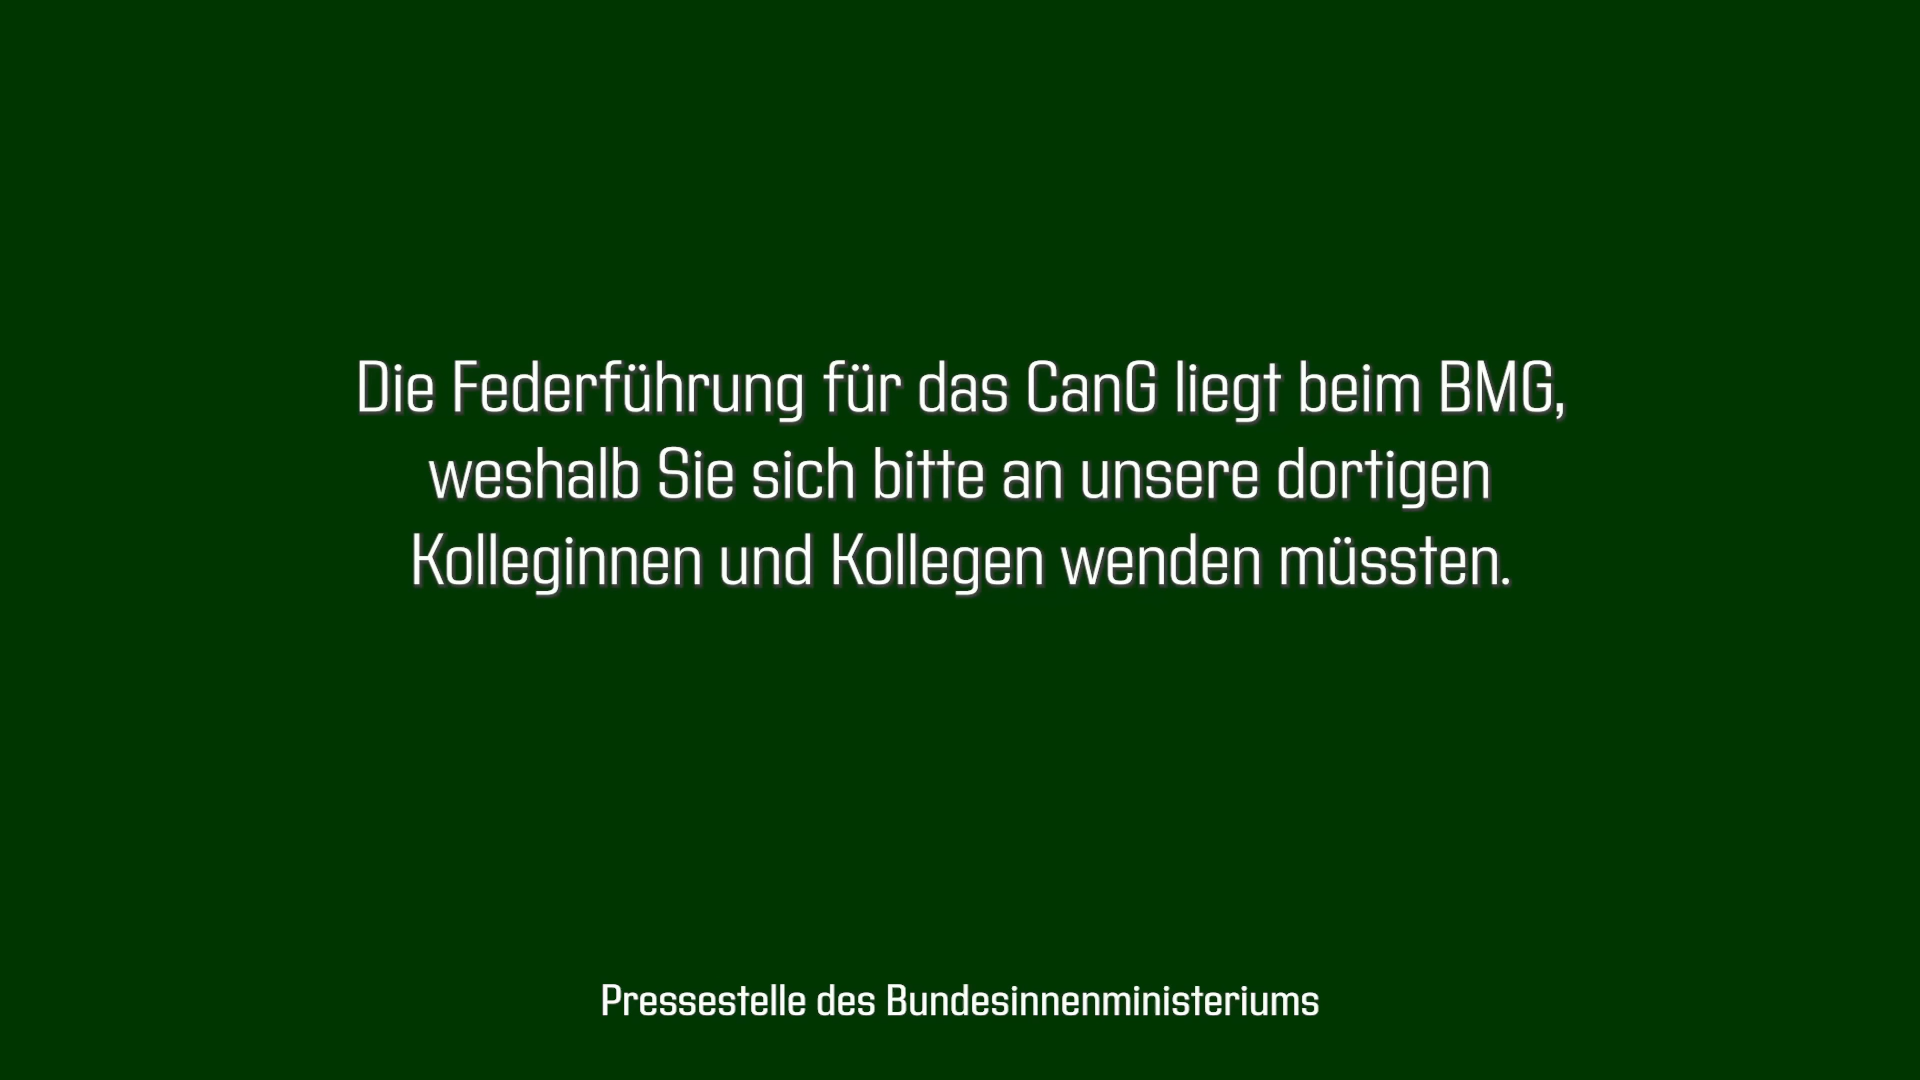 Die Federführung für das CanG liegt beim BMG,
weshalb Sie sich bitte an unsere dortigen
Kolleginnen und Kollegen wenden müssten.
Pressestelle des Bundesinnenministeriums